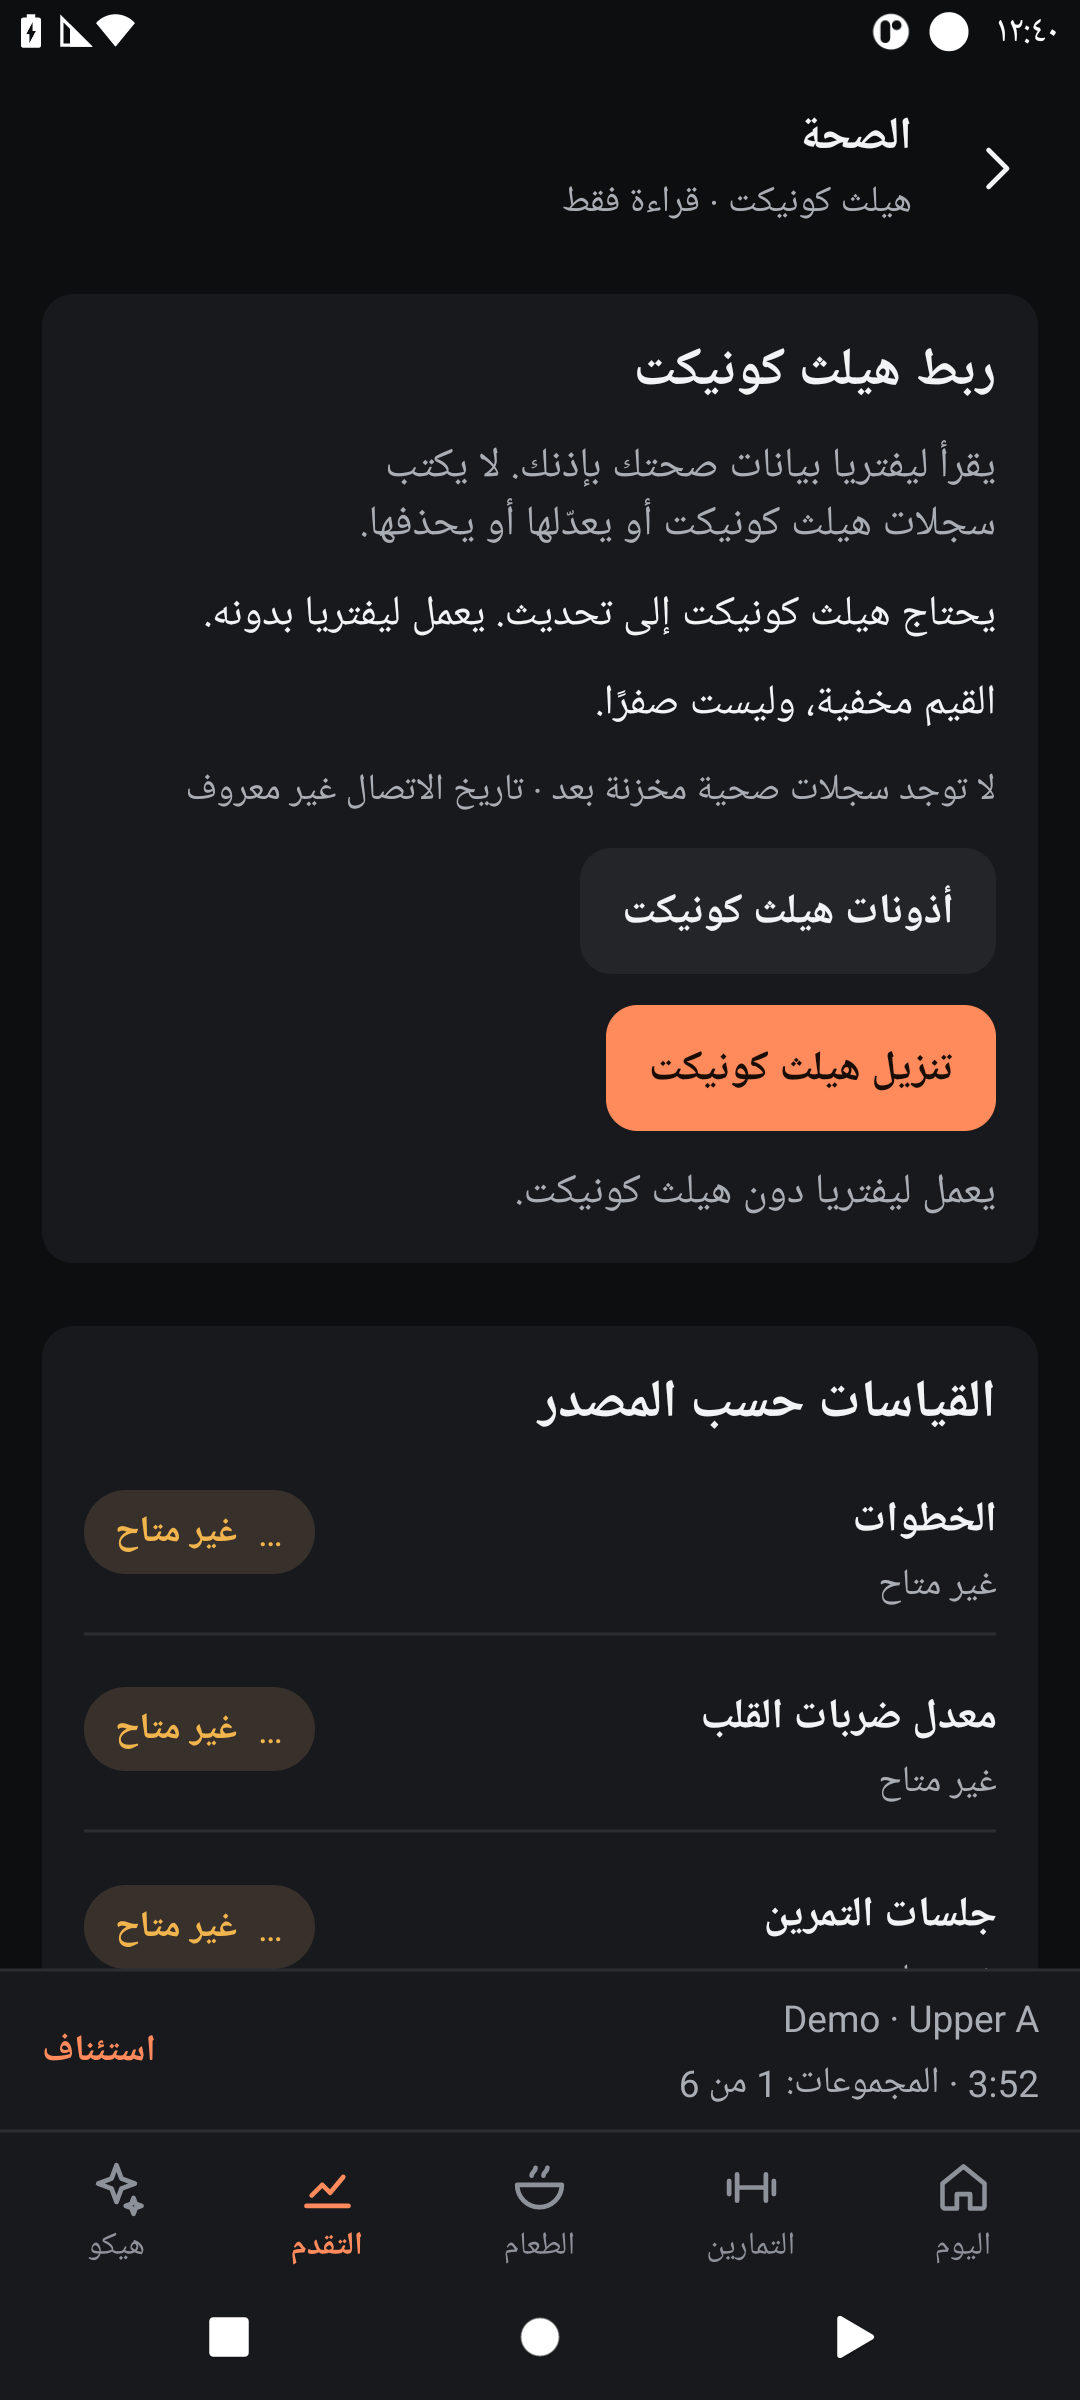 ١٢:٤٠
الصحة
هيلث كونيكت · قراءة فقط
ربط هيلث كونيكت
يقرأ ليفتريا بيانات صحتك بإذنك. لا يكتب
سجلات هيلث كونيكت أو يعدّلها أو يحذفها.
يحتاج هيلث كونيكت إلى تحديث. يعمل ليفتريا بدونه.
القيم مخفية، وليست صفرًا.
لا توجد سجلات صحية مخزنة بعد · تاريخ الاتصال غير معروف
أذونات هيلث كونيكت
تنزيل هيلث كونيكت
يعمل ليفتريا دون هيلث كونيكت.
القياسات حسب المصدر
الخطوات
... غير متاح
غير متاح
معدل ضربات القلب
... غير متاح
غير متاح
جلسات التمرين
... غير متاح
Demo · Upper A
3:52 · المجموعات: 1 من 6
استئناف
اليوم
التمارين
الطعام
التقدم
هيكو